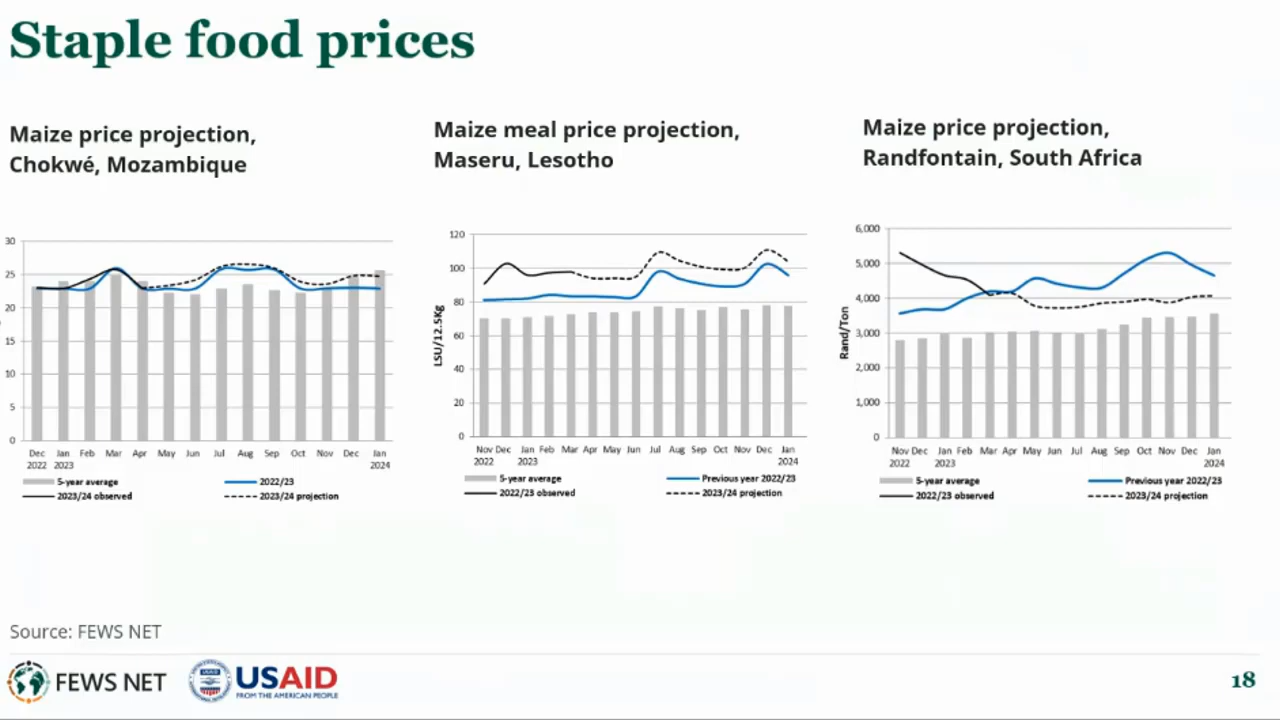 Staple food prices
Maize price projection,
Chokwé, Mozambique
30
25
20
15
10
5
0
Dec Jan Feb Mar Apr May Jun Jul Aug Sep Oct Nov Dec Jan
2022 2023 2024
5-year average 2022/23
2023/24 observed 2023/24 projection
Maize meal price projection,
Maseru, Lesotho
LSU/12.5Kg
120
100
80
60
40
20
0
Nov Dec Jan Feb Mar Apr May Jun Jul Aug Sep Oct Nov Dec Jan
2022 2023 2024
5-year average Previous year 2022/23
2022/23 observed 2023/24 projection
Maize price projection,
Randfontain, South Africa
Rand/Ton
6,000
5,000
4,000
3,000
2,000
1,000
0
Nov Dec Jan Feb Mar Apr May Jun Jul Aug Sep Oct Nov Dec Jan
2022 2023 2024
5-year average Previous year 2022/23
2022/23 observed 2023/24 projection
Source: FEWS NET
FEWS NET
USAID
FROM THE AMERICAN PEOPLE
18